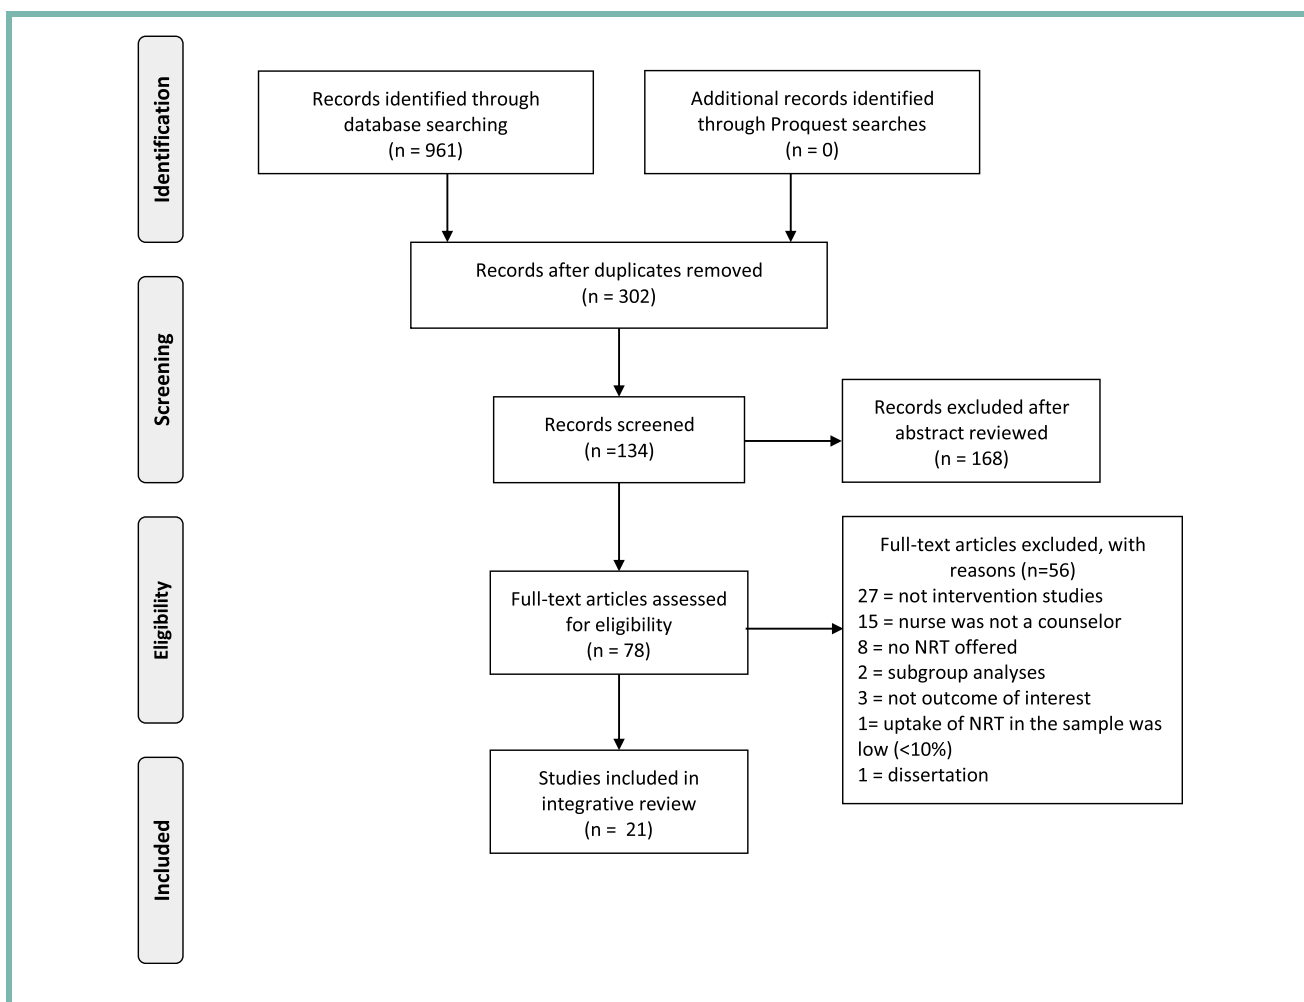 Identification
Records identified through
database searching
(n = 961)
Additional records identified
through Proquest searches
(n = 0)
Records after duplicates removed
(n = 302)
Screening
Records screened
(n =134)
Records excluded after
abstract reviewed
(n = 168)
Eligibility
Full-text articles assessed
for eligibility
(n = 78)
Full-text articles excluded, with
reasons (n=56)
27 = not intervention studies
15 = nurse was not a counselor
8 = no NRT offered
2 = subgroup analyses
3 = not outcome of interest
1= uptake of NRT in the sample was
low (<10%)
1 = dissertation
Included
Studies included in
integrative review
(n =  21)